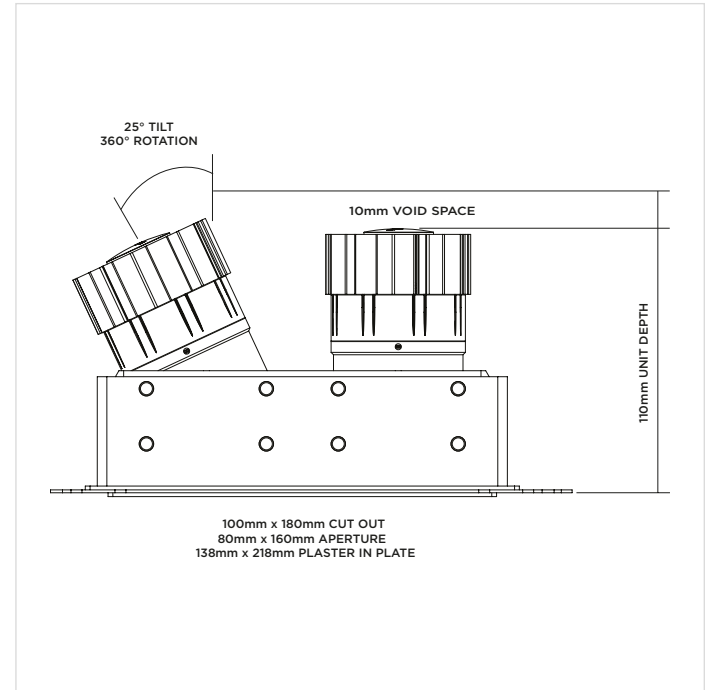 25° TILT
360° ROTATION
10mm VOID SPACE
110mm UNIT DEPTH
100mm x 180mm CUT OUT
80mm x 160mm APERTURE
138mm x 218mm PLASTER IN PLATE